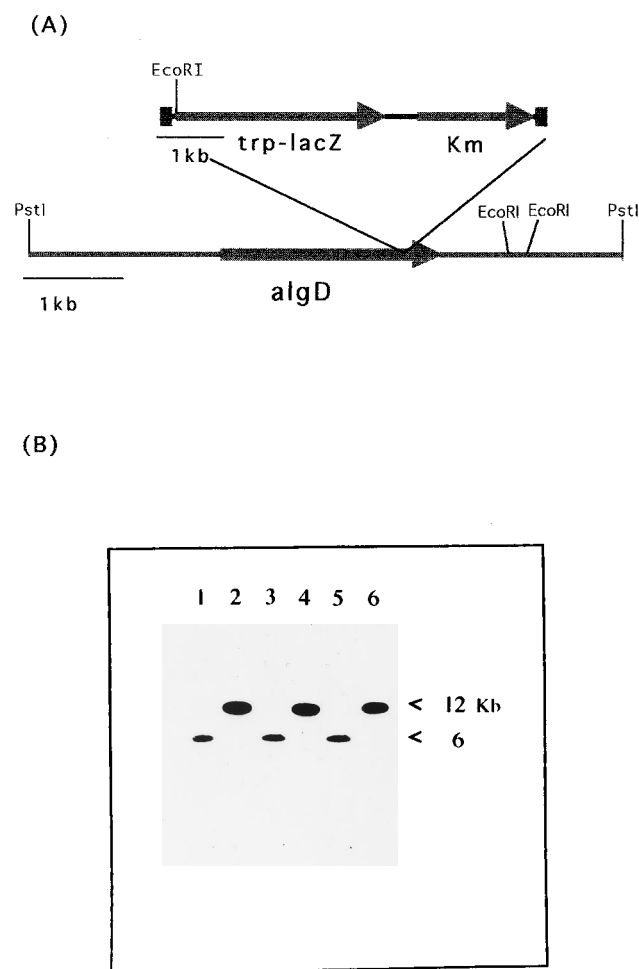 (A)
EcoRI
trp-lacZ Km
1kb
PstI EcoRI EcoRI PstI
algD
1kb
(B)
1 2 3 4 5 6
< 12 Kb
< 6